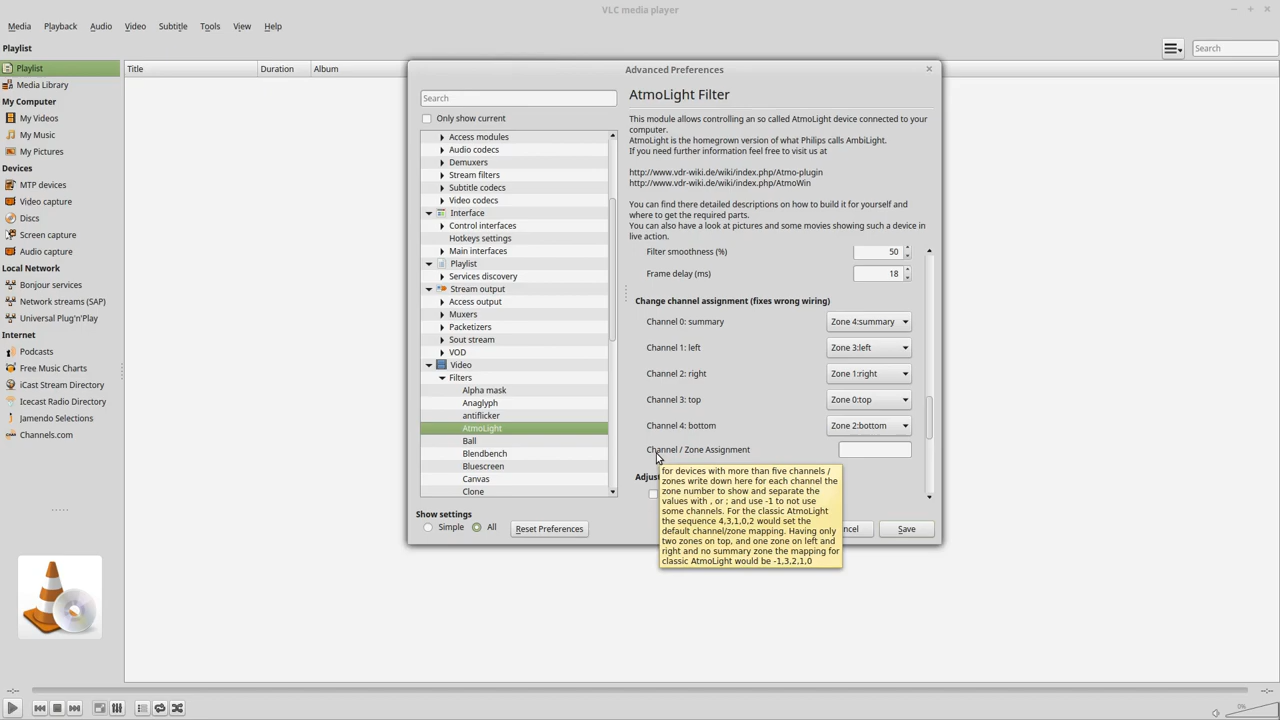 VLC media player
Media Playback Audio Video Subtitle Tools View Help
Playlist
Search
Playlist
Media Library
My Computer
My Videos
My Music
My Pictures
Devices
MTP devices
Video capture
Discs
Screen capture
Audio capture
Local Network
Bonjour services
Network streams (SAP)
Universal Plug'n'Play
Internet
Podcasts
Free Music Charts
iCast Stream Directory
Icecast Radio Directory
Jamendo Selections
Channels.com
Title Duration Album
Advanced Preferences
Search
Only show current
Access modules
Audio codecs
Demuxers
Stream filters
Subtitle codecs
Video codecs
Interface
Control interfaces
Hotkeys settings
Main interfaces
Playlist
Services discovery
Stream output
Access output
Muxers
Packetizers
Sout stream
VOD
Video
Filters
Alpha mask
Anaglyph
antiflicker
AtmoLight
Ball
Blendbench
Bluescreen
Canvas
Clone
Show settings
Simple All Reset Preferences
AtmoLight Filter
This module allows controlling an so called AtmoLight device connected to your
computer.
AtmoLight is the homegrown version of what Philips calls AmbiLight.
If you need further information feel free to visit us at
http://www.vdr-wiki.de/wiki/index.php/Atmo-plugin
http://www.vdr-wiki.de/wiki/index.php/AtmoWin
You can find there detailed descriptions on how to build it for yourself and
where to get the required parts.
You can also have a look at pictures and some movies showing such a device in
live action.
Filter smoothness (%) 50
Frame delay (ms) 18
Change channel assignment (fixes wrong wiring)
Channel 0: summary Zone 4:summary
Channel 1: left Zone 3:left
Channel 2: right Zone 1:right
Channel 3: top Zone 0:top
Channel 4: bottom Zone 2:bottom
Channel / Zone Assignment
Adjus
for devices with more than five channels /
zones write down here for each channel the
zone number to show and separate the
values with , or ; and use -1 to not use
some channels. For the classic AtmoLight
the sequence 4,3,1,0,2 would set the
default channel/zone mapping. Having only
two zones on top, and one zone on left and
right and no summary zone the mapping for
classic AtmoLight would be -1,3,2,1,0
ncel Save
--:-- --:--
0%